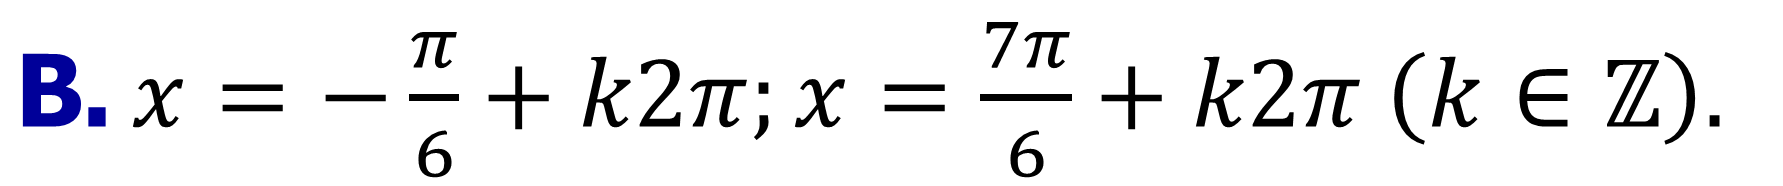 B. x = −π/6 + k2π; x = 7π/6 + k2π (k ∈ ℤ).